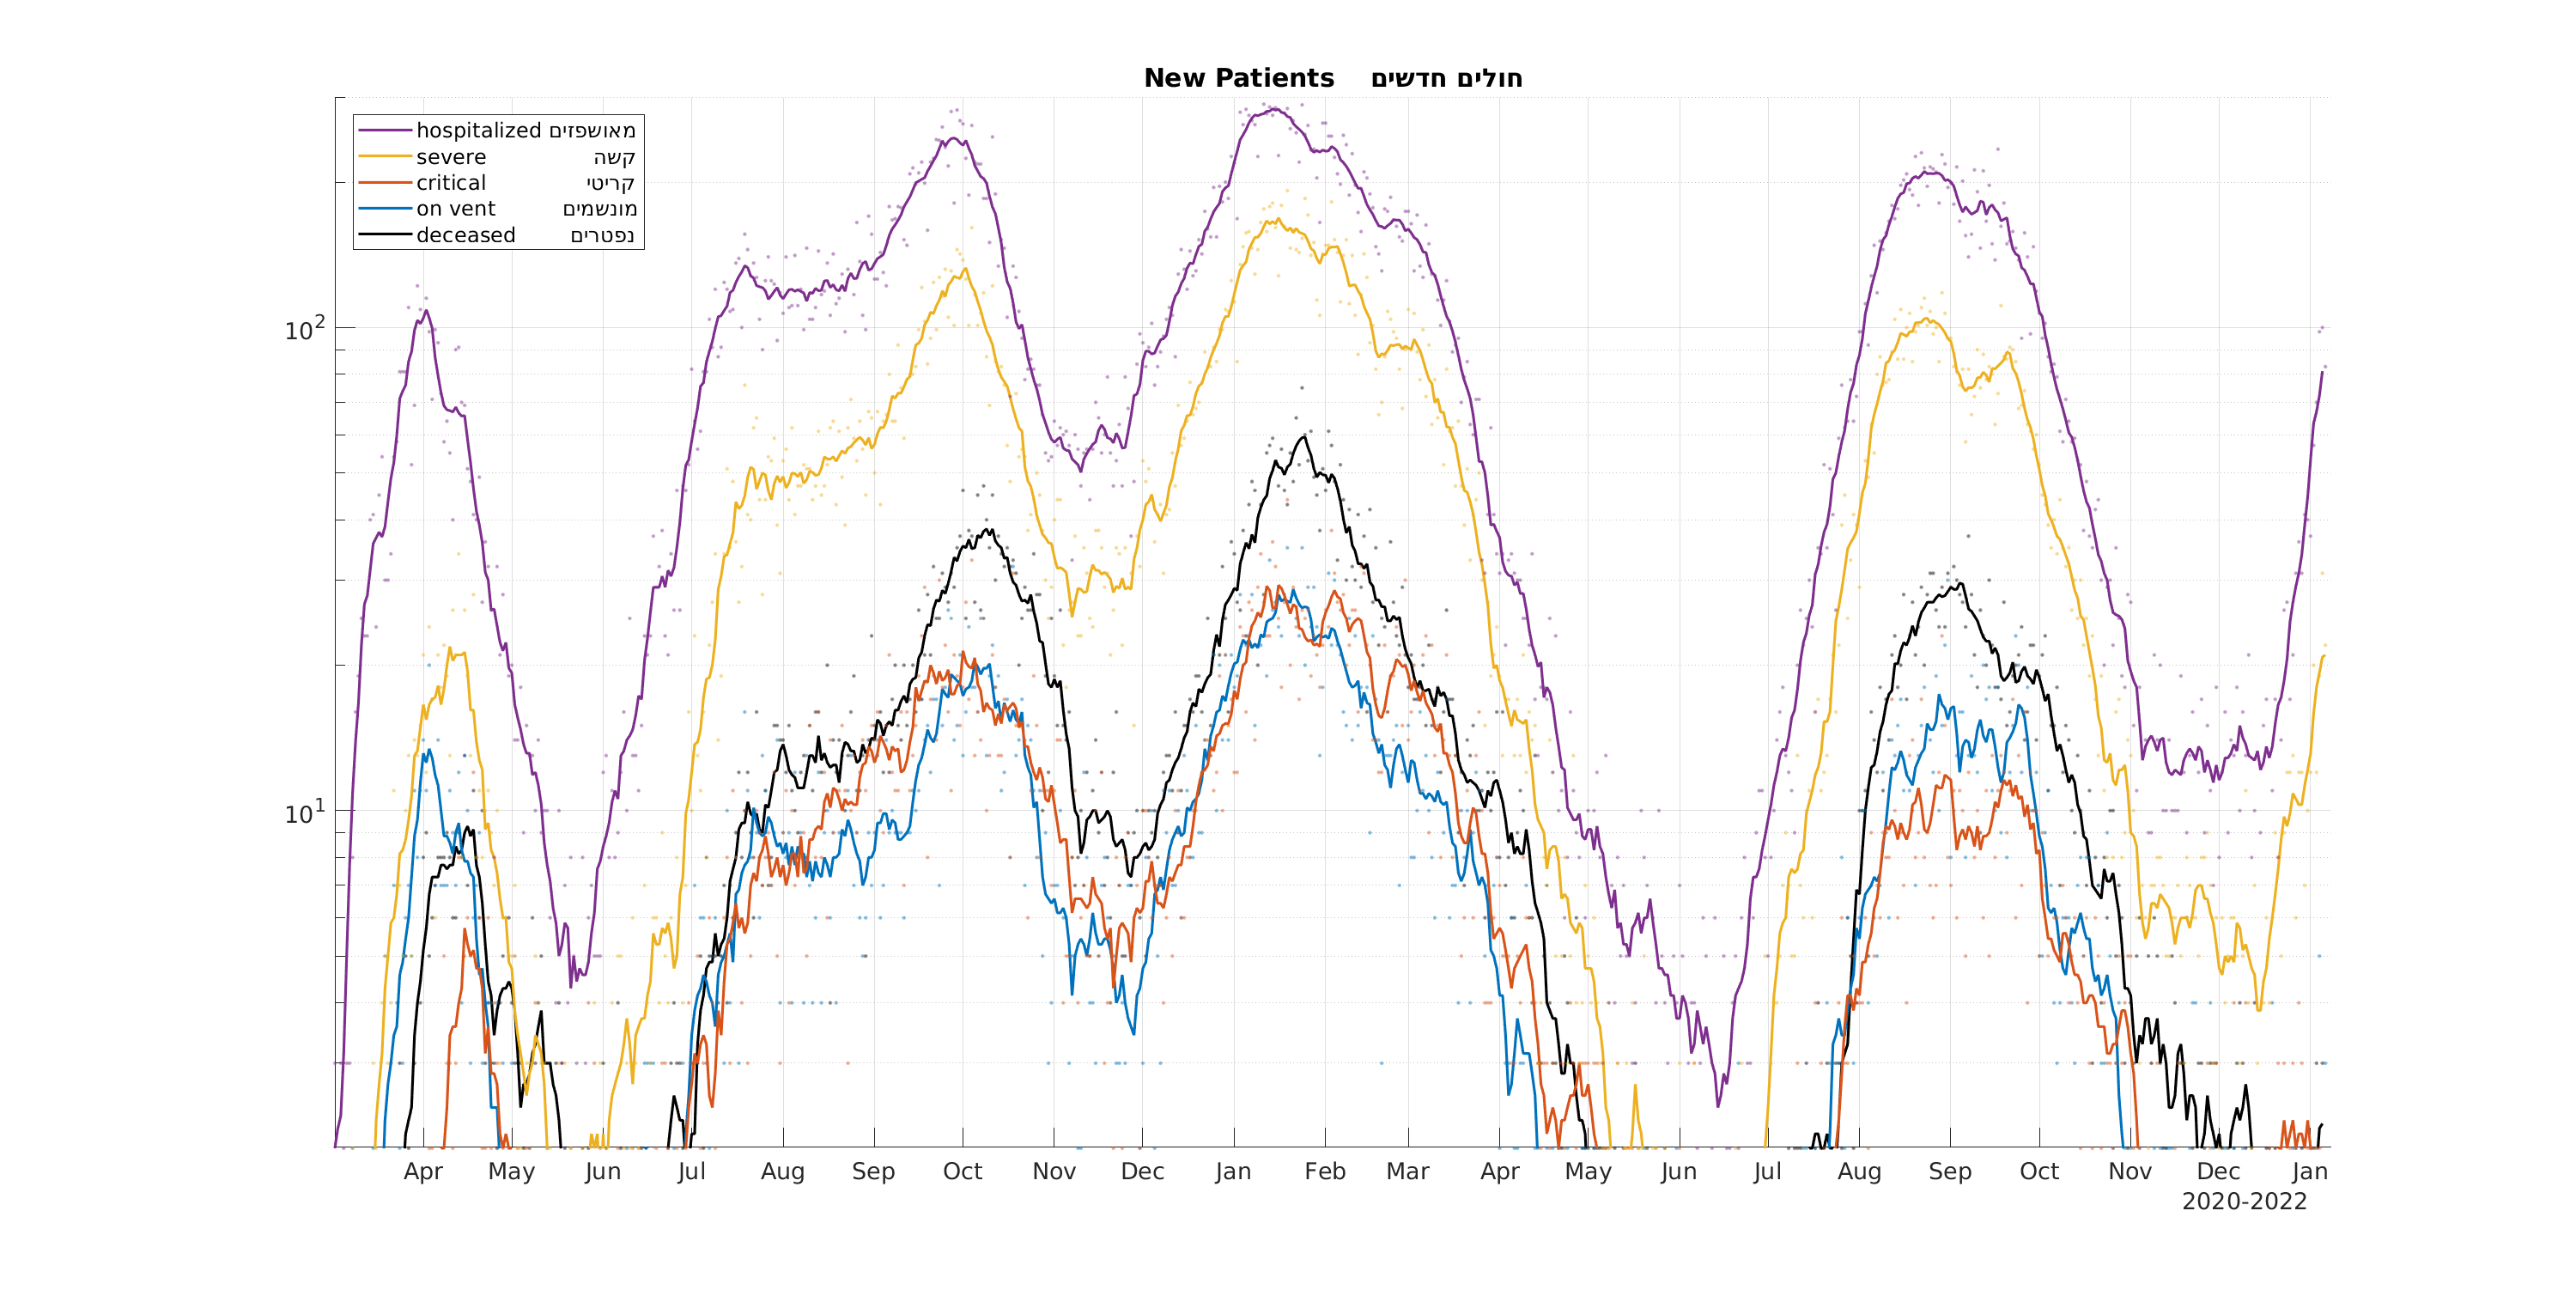 New Patients חולים חדשים
hospitalized מאושפזים
severe קשה
critical קריטי
on vent מונשמים
deceased נפטרים
10²
10¹
Apr May Jun Jul Aug Sep Oct Nov Dec Jan Feb Mar Apr May Jun Jul Aug Sep Oct Nov Dec Jan
2020-2022